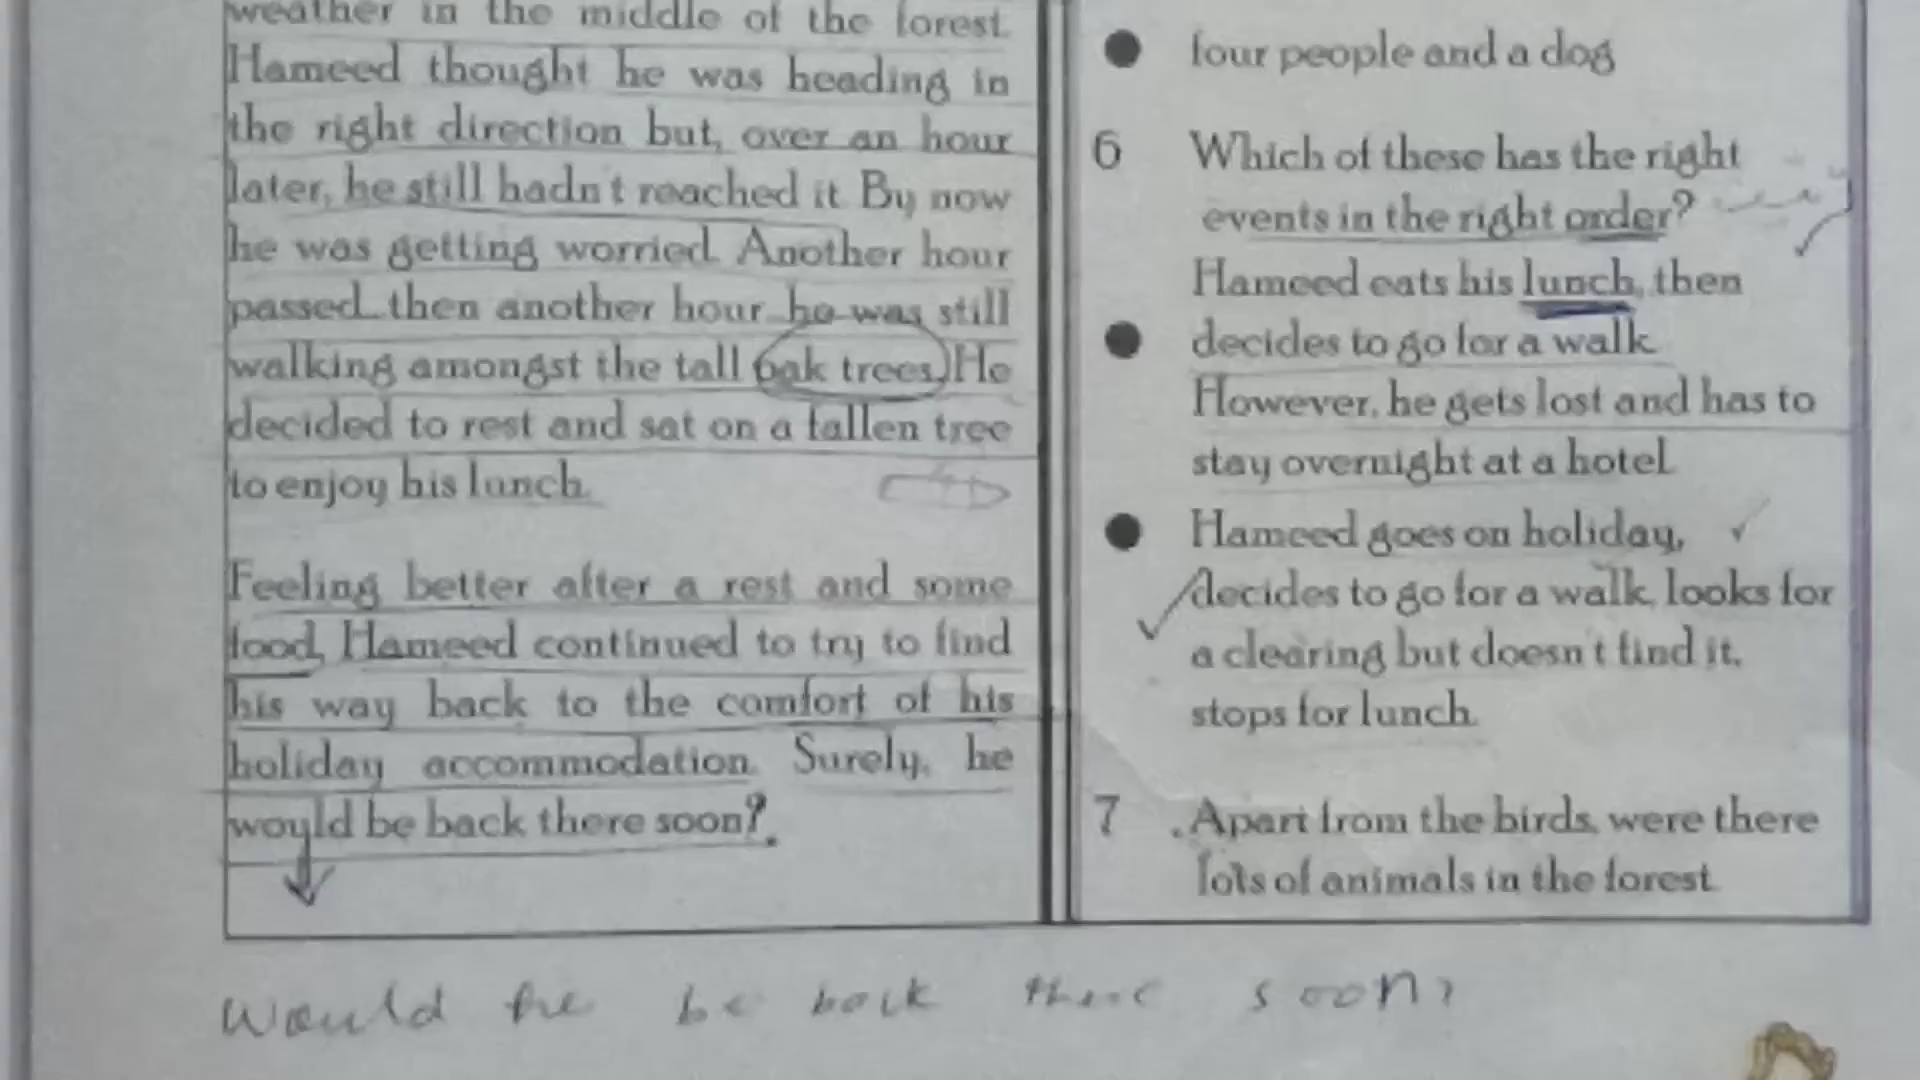 weather in the middle of the forest.
Hameed thought he was heading in
the right direction but, over an hour
later, he still hadn't reached it. By now
he was getting worried. Another hour
passed then another hour he was still
walking amongst the tall oak trees. He
decided to rest and sat on a fallen tree
to enjoy his lunch.
Feeling better after a rest and some
food, Hameed continued to try to find
his way back to the comfort of his
holiday accommodation. Surely, he
would be back there soon?
four people and a dog
6 Which of these has the right
events in the right order?
Hameed eats his lunch, then
decides to go for a walk
However, he gets lost and has to
stay overnight at a hotel
Hameed goes on holiday,
decides to go for a walk, looks for
a clearing but doesn't find it,
stops for lunch.
7 Apart from the birds, were there
lots of animals in the forest
Would he be back there soon?